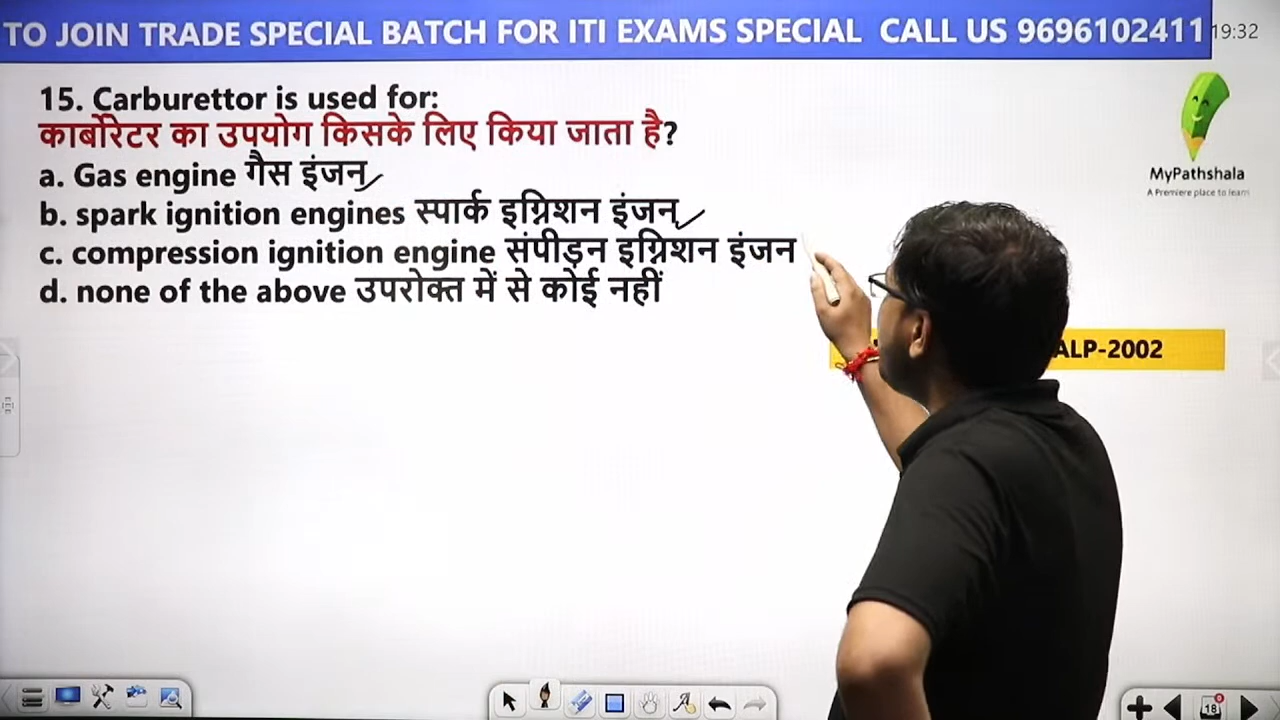 TO JOIN TRADE SPECIAL BATCH FOR ITI EXAMS SPECIAL CALL US 9696102411
19:32
15. Carburettor is used for:
कार्बोरेटर का उपयोग किसके लिए किया जाता है?
a. Gas engine गैस इंजन
b. spark ignition engines स्पार्क इग्निशन इंजन
c. compression ignition engine संपीड़न इग्निशन इंजन
d. none of the above उपरोक्त में से कोई नहीं
MyPathshala
A Premiere place to learn
ALP-2002
18